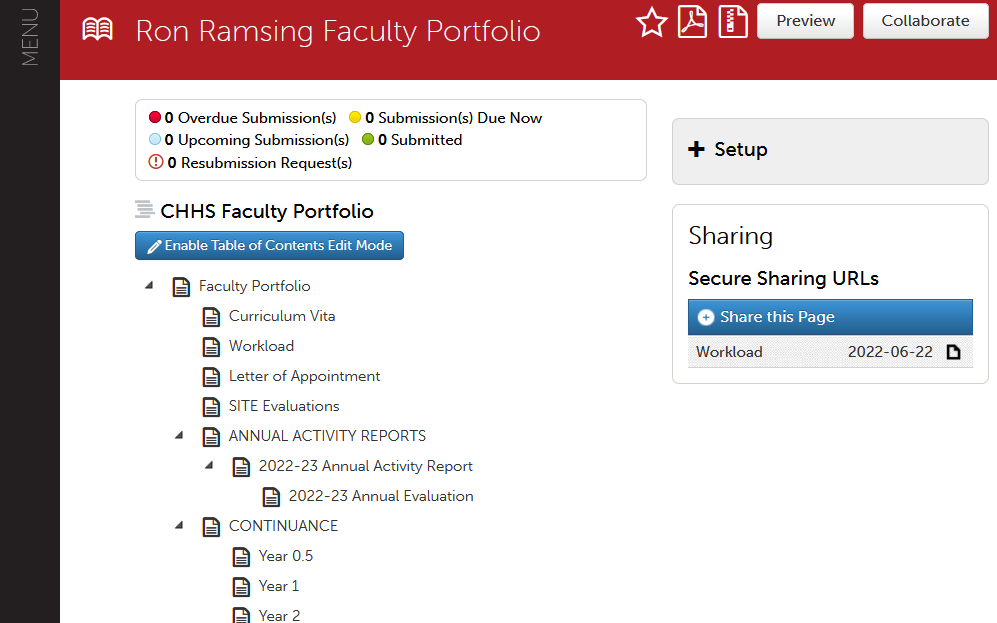 MENU
Ron Ramsing Faculty Portfolio
Preview
Collaborate
0 Overdue Submission(s) 0 Submission(s) Due Now
0 Upcoming Submission(s) 0 Submitted
0 Resubmission Request(s)
CHHS Faculty Portfolio
Enable Table of Contents Edit Mode
Faculty Portfolio
Curriculum Vita
Workload
Letter of Appointment
SITE Evaluations
ANNUAL ACTIVITY REPORTS
2022-23 Annual Activity Report
2022-23 Annual Evaluation
CONTINUANCE
Year 0.5
Year 1
Year 2
Setup
Sharing
Secure Sharing URLs
Share this Page
Workload 2022-06-22